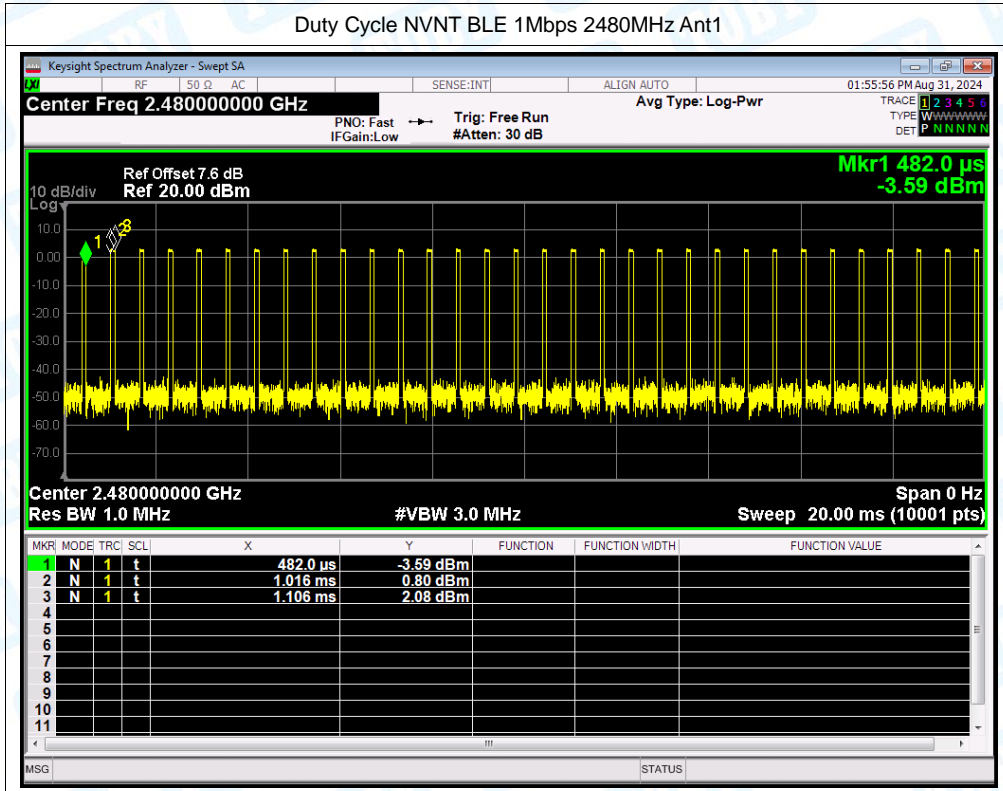 Duty Cycle NVNT BLE 1Mbps 2480MHz Ant1
Keysight Spectrum Analyzer - Swept SA
LXI RF 50 Ω AC SENSE:INT ALIGN AUTO 01:55:56 PM Aug 31, 2024
Center Freq 2.480000000 GHz
PNO: Fast
IFGain:Low
Trig: Free Run
#Atten: 30 dB
Avg Type: Log-Pwr
TRACE 1 2 3 4 5 6
TYPE WWWWWW
DET P N N N N N
Mkr1 482.0 µs
-3.59 dBm
Ref Offset 7.6 dB
10 dB/div Ref 20.00 dBm
Log
10.0
0.00
-10.0
-20.0
-30.0
-40.0
-50.0
-60.0
-70.0
1 2 3
Center 2.480000000 GHz Span 0 Hz
Res BW 1.0 MHz #VBW 3.0 MHz Sweep 20.00 ms (10001 pts)
MKR MODE TRC SCL X Y FUNCTION FUNCTION WIDTH FUNCTION VALUE
1 N 1 t 482.0 µs -3.59 dBm
2 N 1 t 1.016 ms 0.80 dBm
3 N 1 t 1.106 ms 2.08 dBm
4
5
6
7
8
9
10
11
MSG STATUS